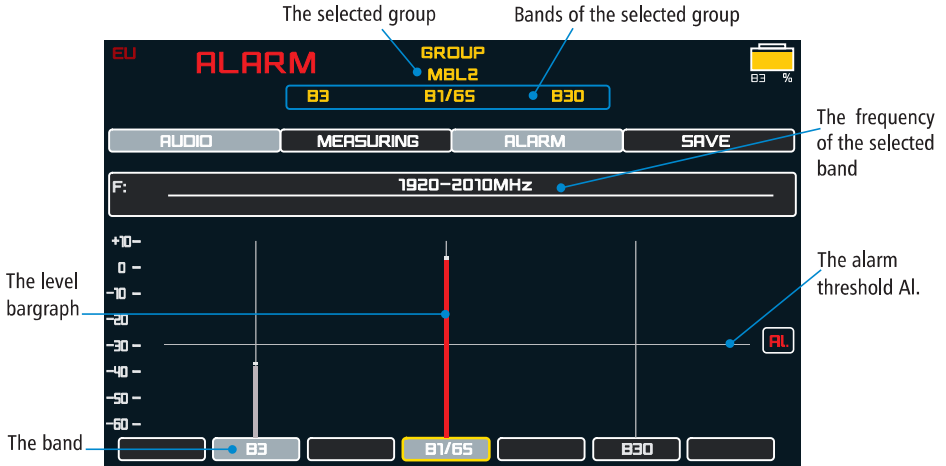 The selected group
Bands of the selected group
EU
ALARM
GROUP
MBL2
B3 B1/65 B30
83 %
AUDIO MEASURING ALARM SAVE
The frequency
of the selected
band
F: 1920-2010MHz
+10
0
-10
-20
-30
-40
-50
-60
The level
bargraph
The alarm
threshold Al.
Al.
The band
B3 B1/65 B30